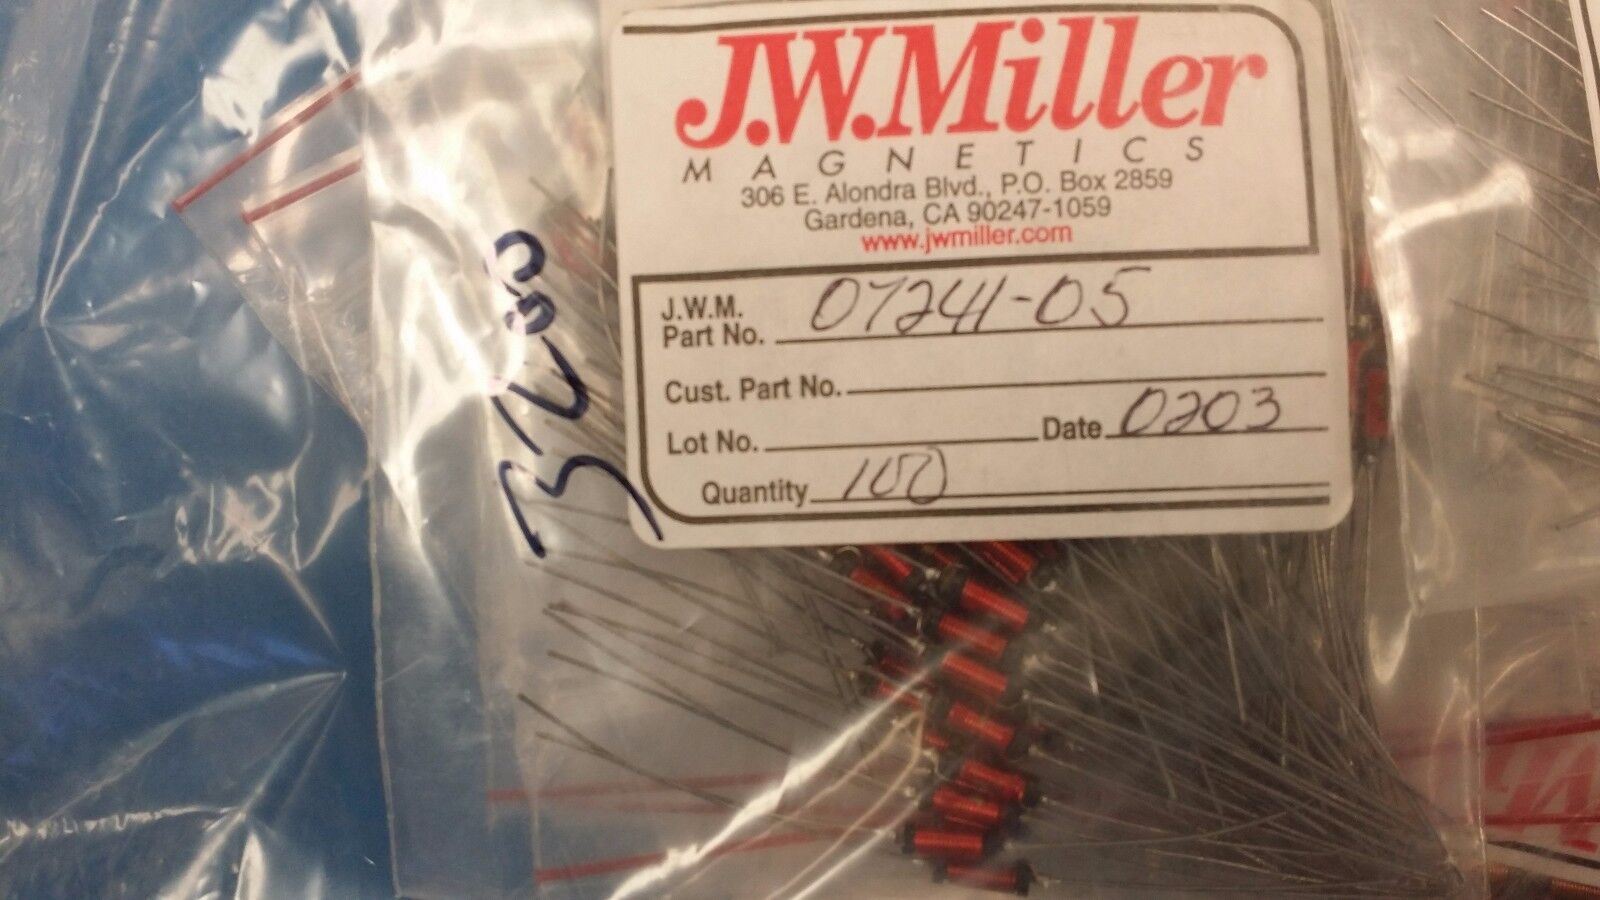 J.W.Miller
MAGNETICS
306 E. Alondra Blvd., P.O. Box 2859
Gardena, CA 90247-1059
www.jwmiller.com
J.W.M.
Part No. 07241-05
Cust. Part No.
Lot No. Date 0203
Quantity 100